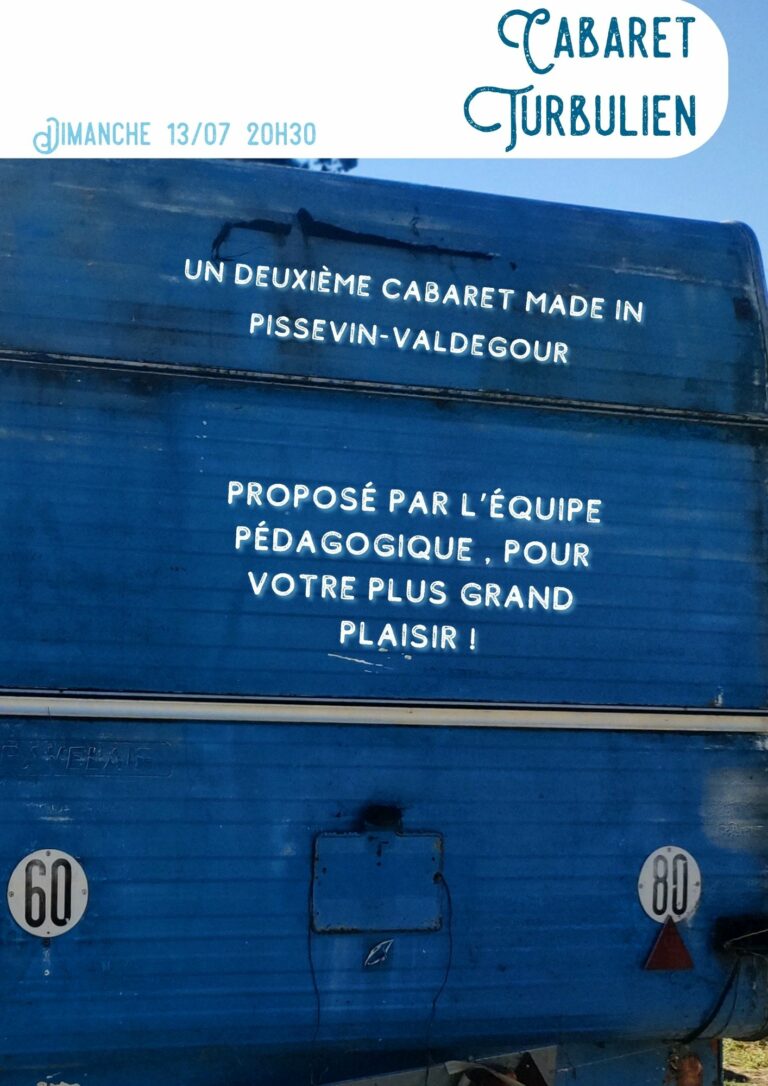 Cabaret
Turbulien
Dimanche 13/07 20h30
UN DEUXIÈME CABARET MADE IN
PISSEVIN-VALDEGOUR
PROPOSÉ PAR L'ÉQUIPE
PÉDAGOGIQUE , POUR
VOTRE PLUS GRAND
PLAISIR !
60
80